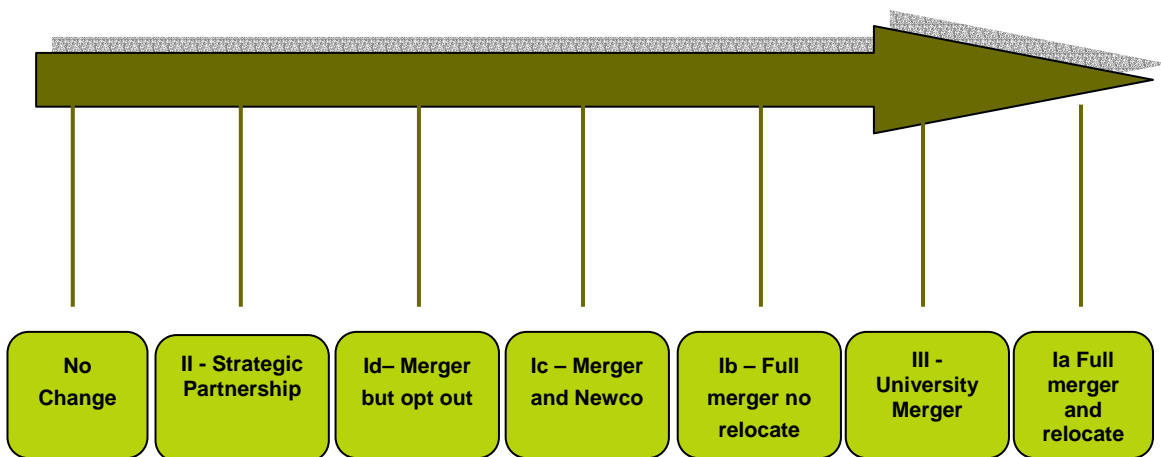 No
Change
II - Strategic
Partnership
Id– Merger
but opt out
Ic – Merger
and Newco
Ib – Full
merger no
relocate
III -
University
Merger
Ia Full
merger
and
relocate